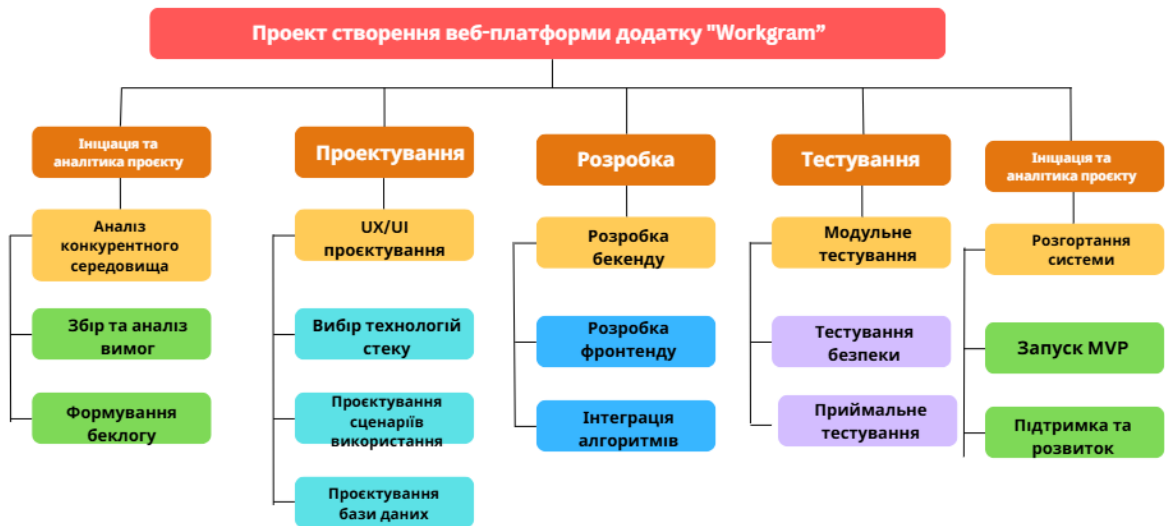 Проект створення веб-платформи додатку "Workgram”
Ініціація та
аналітика проєкту
Аналіз
конкурентного
середовища
Збір та аналіз
вимог
Формування
беклогу
Проектування
UX/UI
проєктування
Вибір технологій
стеку
Проєктування
сценаріїв
використання
Проєктування
бази даних
Розробка
Розробка
бекенду
Розробка
фронтенду
Інтеграція
алгоритмів
Тестування
Модульне
тестування
Тестування
безпеки
Приймальне
тестування
Ініціація та
аналітика проєкту
Розгортання
системи
Запуск MVP
Підтримка та
розвиток